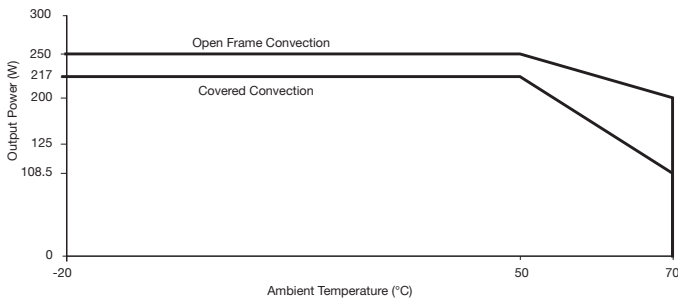 300
Open Frame Convection
250
217
Covered Convection
200
125
108.5
0
Output Power (W)
-20
50
70
Ambient Temperature (°C)